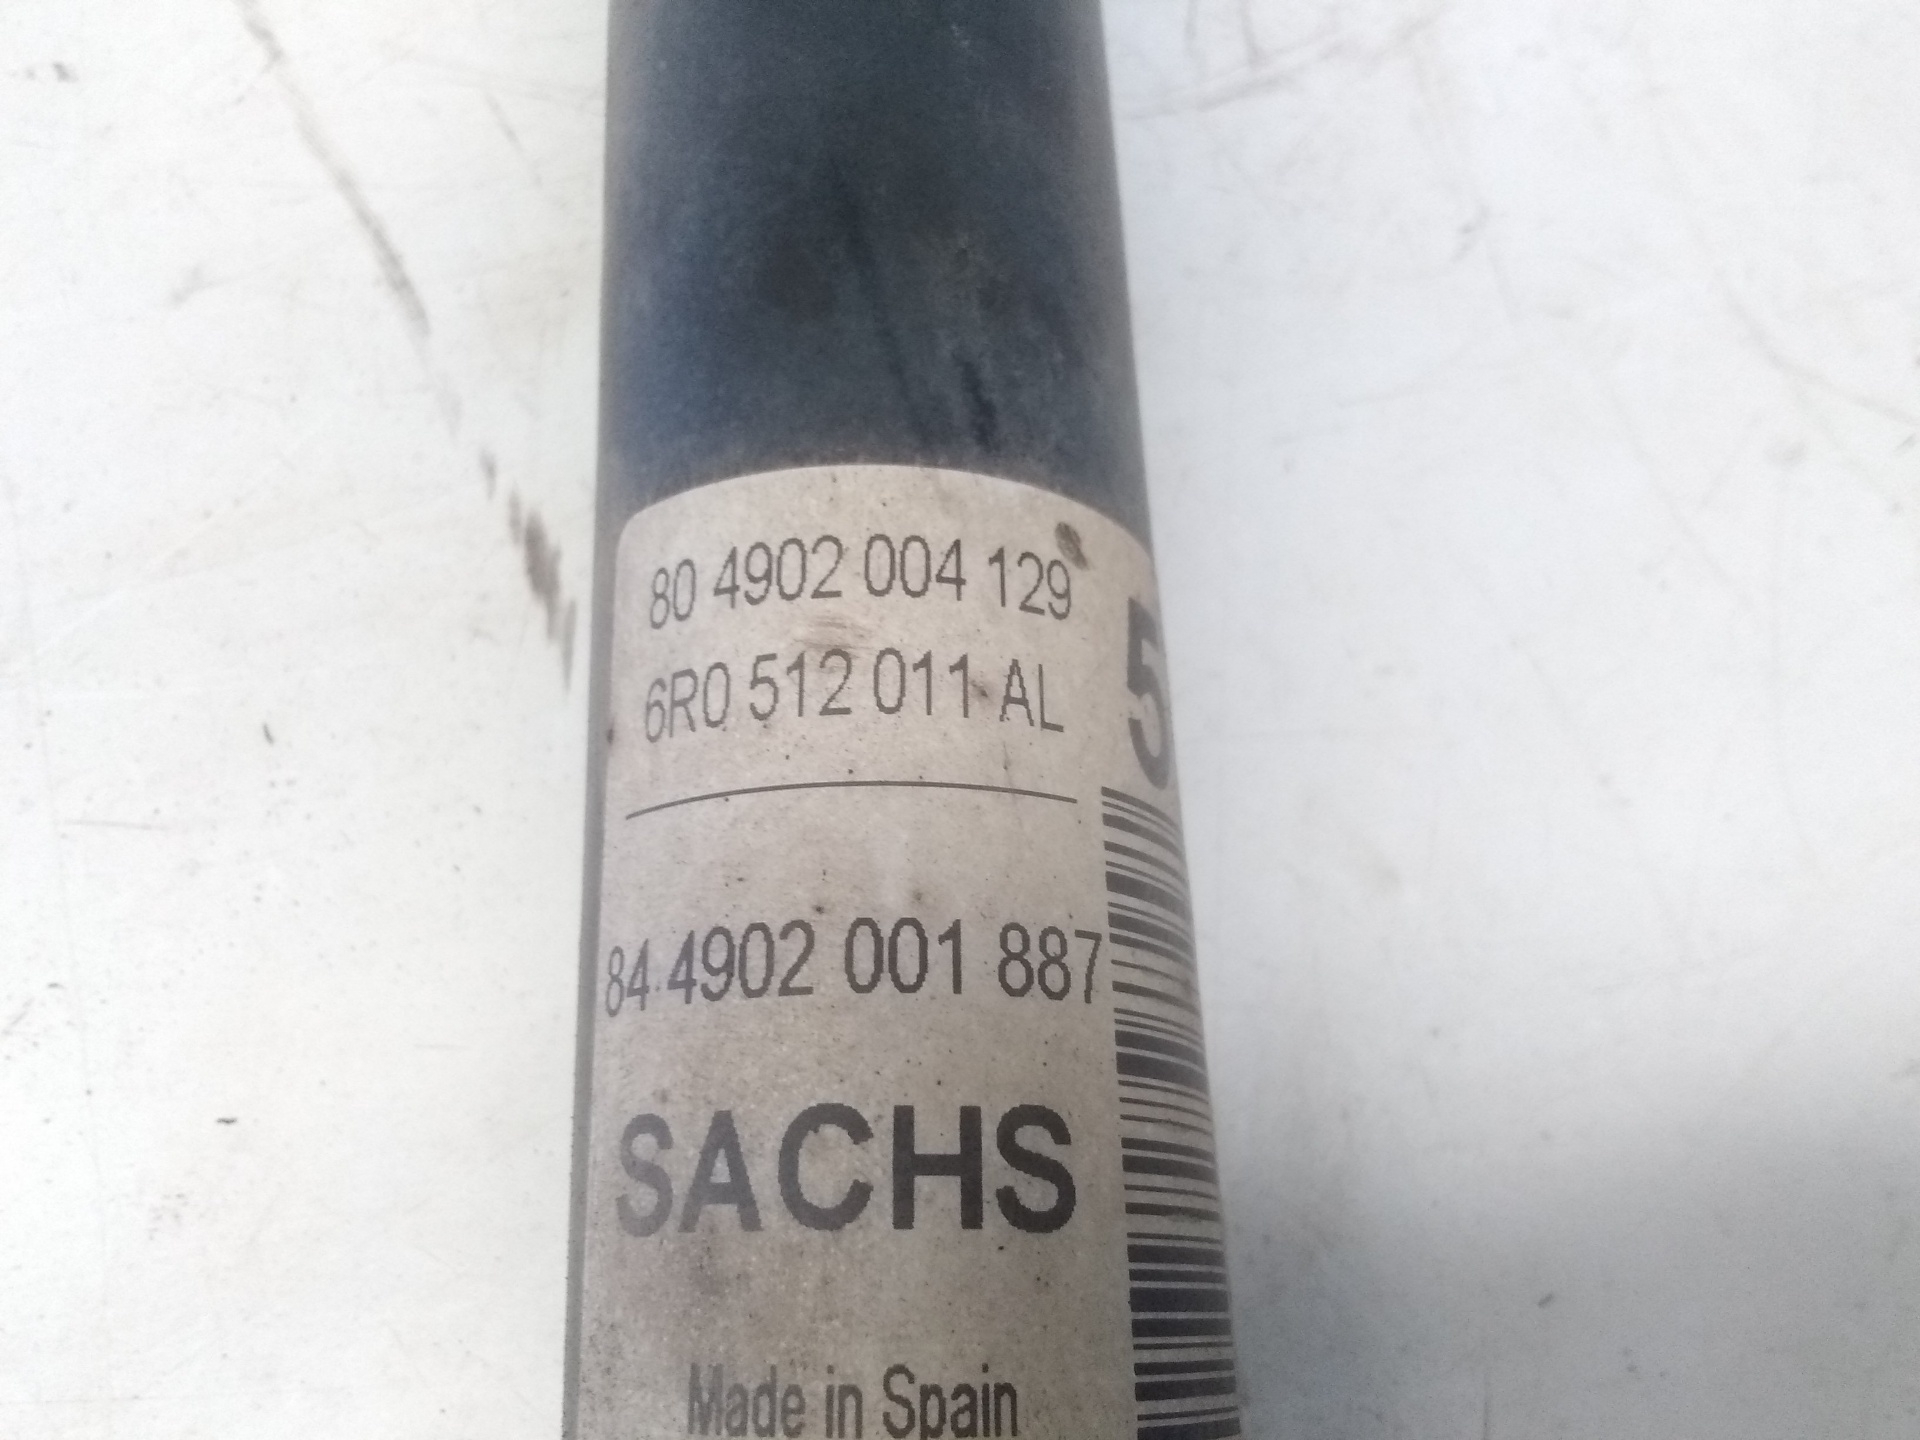 80 4902 004 129
6R0 512 011 AL
5
84 4902 001 887
SACHS
Made in Spain